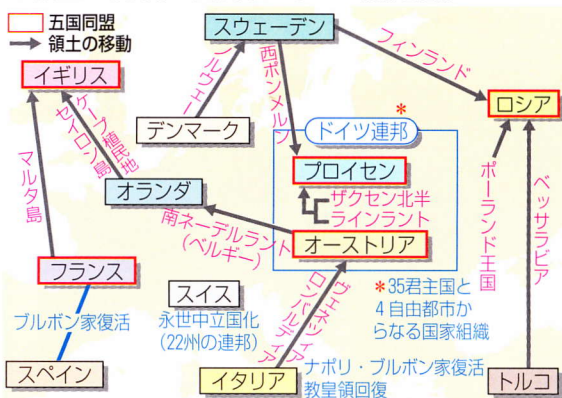 五国同盟
領土の移動
イギリス
スウェーデン
フィンランド
ロシア
ノルウェー
西ポンメルン
デンマーク
*
ドイツ連邦
プロイセン
ザクセン北半
ラインラント
ケープ植民地
セイロン島
マルタ島
オランダ
南ネーデルラント
(ベルギー)
オーストリア
ポーランド王国
ベッサラビア
フランス
ブルボン家復活
スペイン
スイス
永世中立国化
(22州の連邦)
ヴェネツィア
ロンバルディア
*35君主国と
4自由都市か
らなる国家組織
イタリア
ナポリ・ブルボン家復活
教皇領回復
トルコ